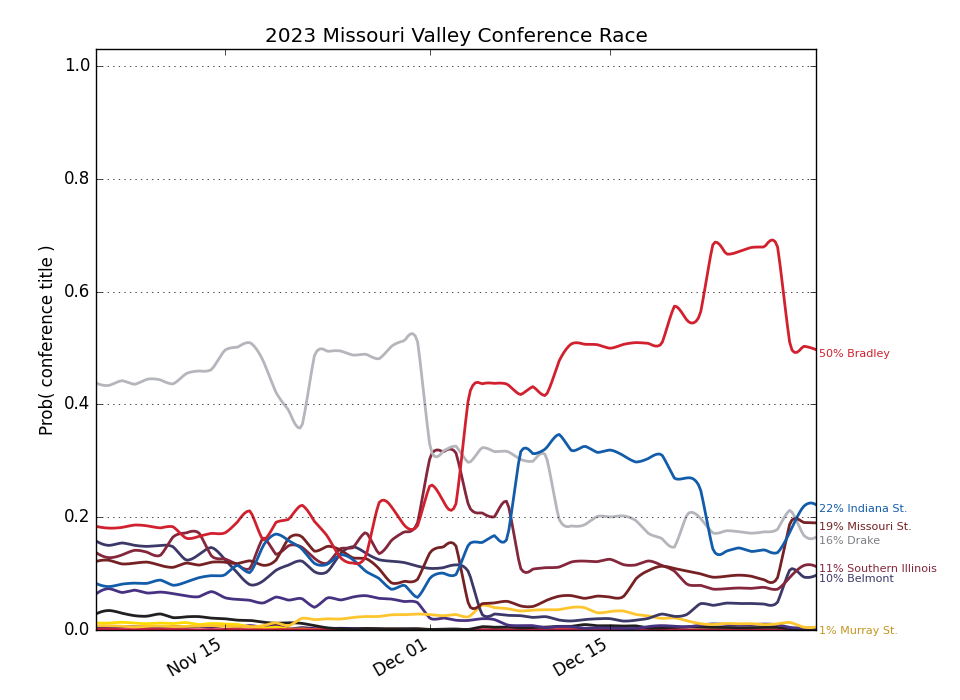 2023 Missouri Valley Conference Race
Prob( conference title )
1.0
0.8
0.6
0.4
0.2
0.0
Nov 15
Dec 01
Dec 15
50% Bradley
22% Indiana St.
19% Missouri St.
16% Drake
11% Southern Illinois
10% Belmont
1% Murray St.